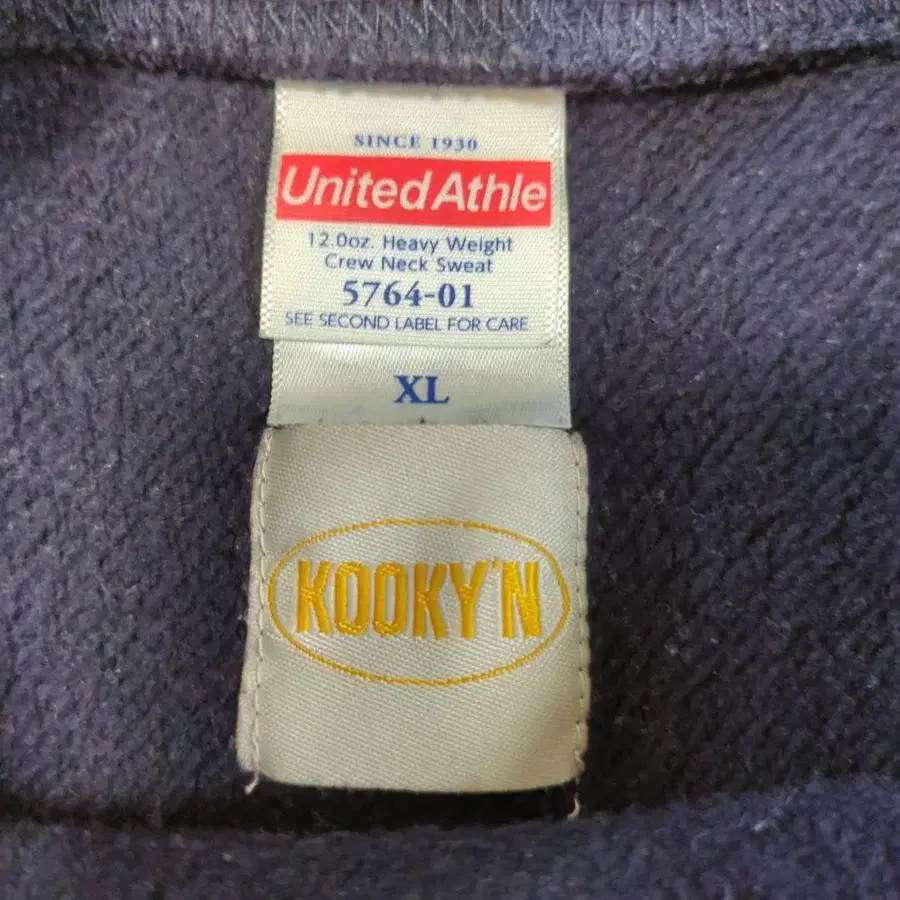 SINCE 1930
United Athle
12.0oz. Heavy Weight
Crew Neck Sweat
5764-01
SEE SECOND LABEL FOR CARE
XL
KOOKY'N